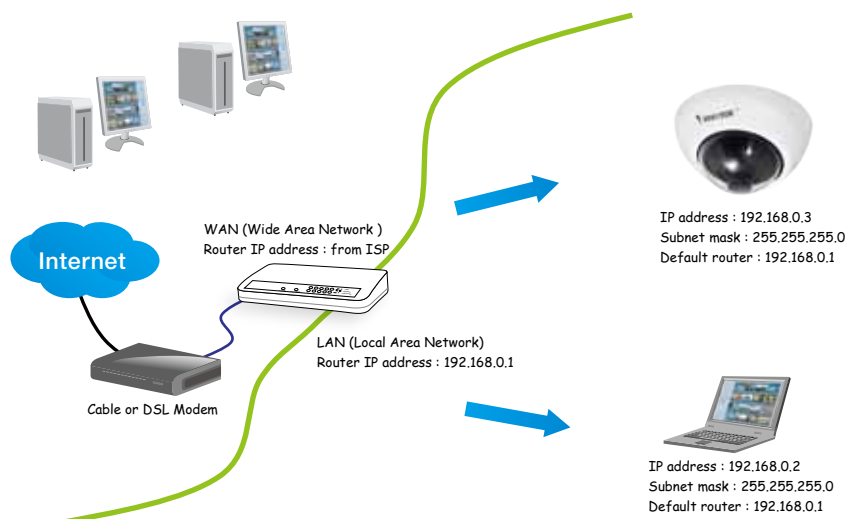 WAN (Wide Area Network )
Router IP address : from ISP
Internet
LAN (Local Area Network)
Router IP address : 192.168.0.1
Cable or DSL Modem
IP address : 192.168.0.3
Subnet mask : 255.255.255.0
Default router : 192.168.0.1
IP address : 192.168.0.2
Subnet mask : 255.255.255.0
Default router : 192.168.0.1